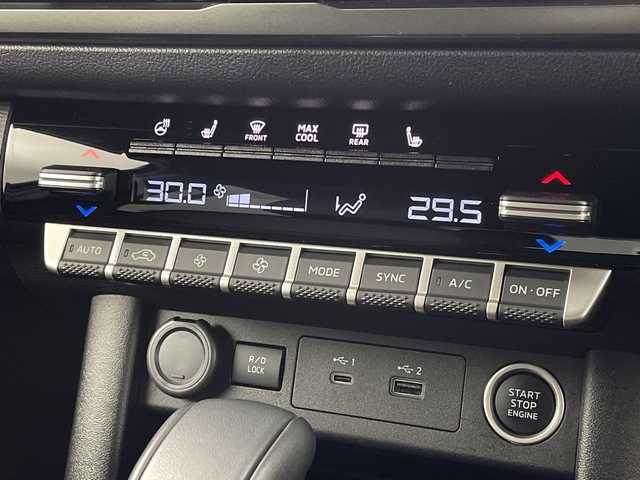 FRONT
MAX
COOL
REAR
30.0
29.5
AUTO
MODE
SYNC
A/C
ON·OFF
R/D
LOCK
1
2
START
STOP
ENGINE